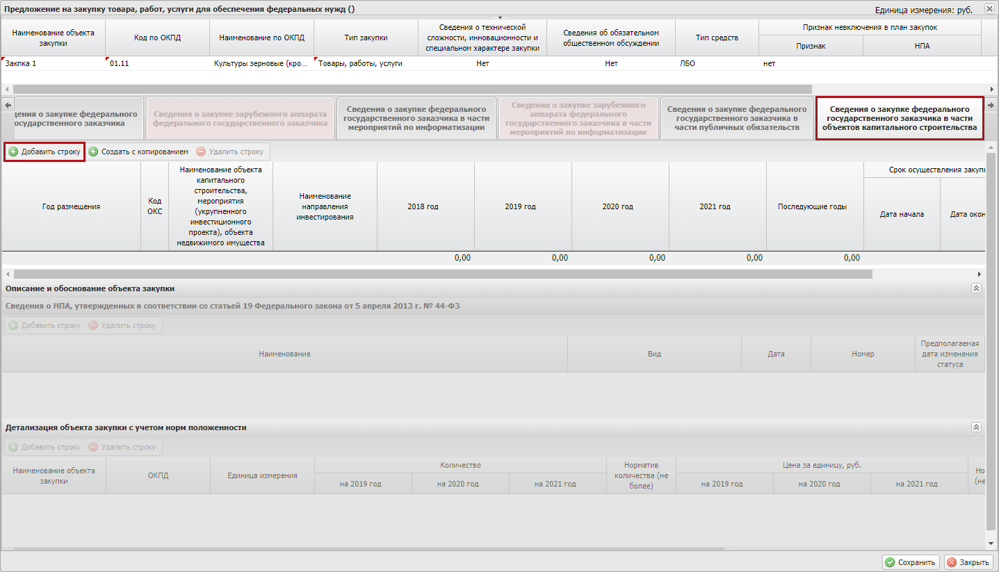 Предложение на закупку товара, работ, услуги для обеспечения федеральных нужд ()
Единица измерения: руб.
Наименование объекта
закупки
Код по ОКПД
Наименование по ОКПД
Тип закупки
Сведения о технической
сложности, инновационности и
специальном характере закупки
Сведения об обязательном
общественном обсуждении
Тип средств
Признак невключения в план закупок
Признак
НПА
Закпка 1
01.11
Культуры зерновые (кро...
Товары, работы, услуги
Нет
Нет
ЛБО
нет
дения о закупке федерального
осударственного заказчика
Сведения о закупке зарубежного аппарата
федерального государственного заказчика
Сведения о закупке федерального
государственного заказчика в части
мероприятий по информатизации
Сведения о закупке зарубежного
аппарата федерального
государственного заказчика в части
мероприятий по информатизации
Сведения о закупке федерального
государственного заказчика в
части публичных обязательств
Сведения о закупке федерального
государственного заказчика в части
объектов капитального строительства
Добавить строку
Создать с копированием
Удалить строку
Год размещения
Код
ОКС
Наименование объекта
капитального
строительства,
мероприятия
(укрупненного
инвестиционного
проекта), объекта
недвижимого имущества
Наименование
направления
инвестирования
2018 год
2019 год
2020 год
2021 год
Последующие годы
Срок осуществления закупк
Дата начала
Дата окон
0,00
0,00
0,00
0,00
0,00
Описание и обоснование объекта закупки
Сведения о НПА, утвержденных в соответствии со статьей 19 Федерального закона от 5 апреля 2013 г. № 44-ФЗ
Добавить строку
Удалить строку
Наименование
Вид
Дата
Номер
Предполагаемая
дата изменения
статуса
Детализация объекта закупки с учетом норм положенности
Добавить строку
Удалить строку
Наименование объекта
закупки
ОКПД
Единица измерения
Количество
на 2019 год
на 2020 год
на 2021 год
Норматив
количества (не
более)
Цена за единицу, руб.
на 2019 год
на 2020 год
на 2021 год
Но
(не
Сохранить
Закрыть